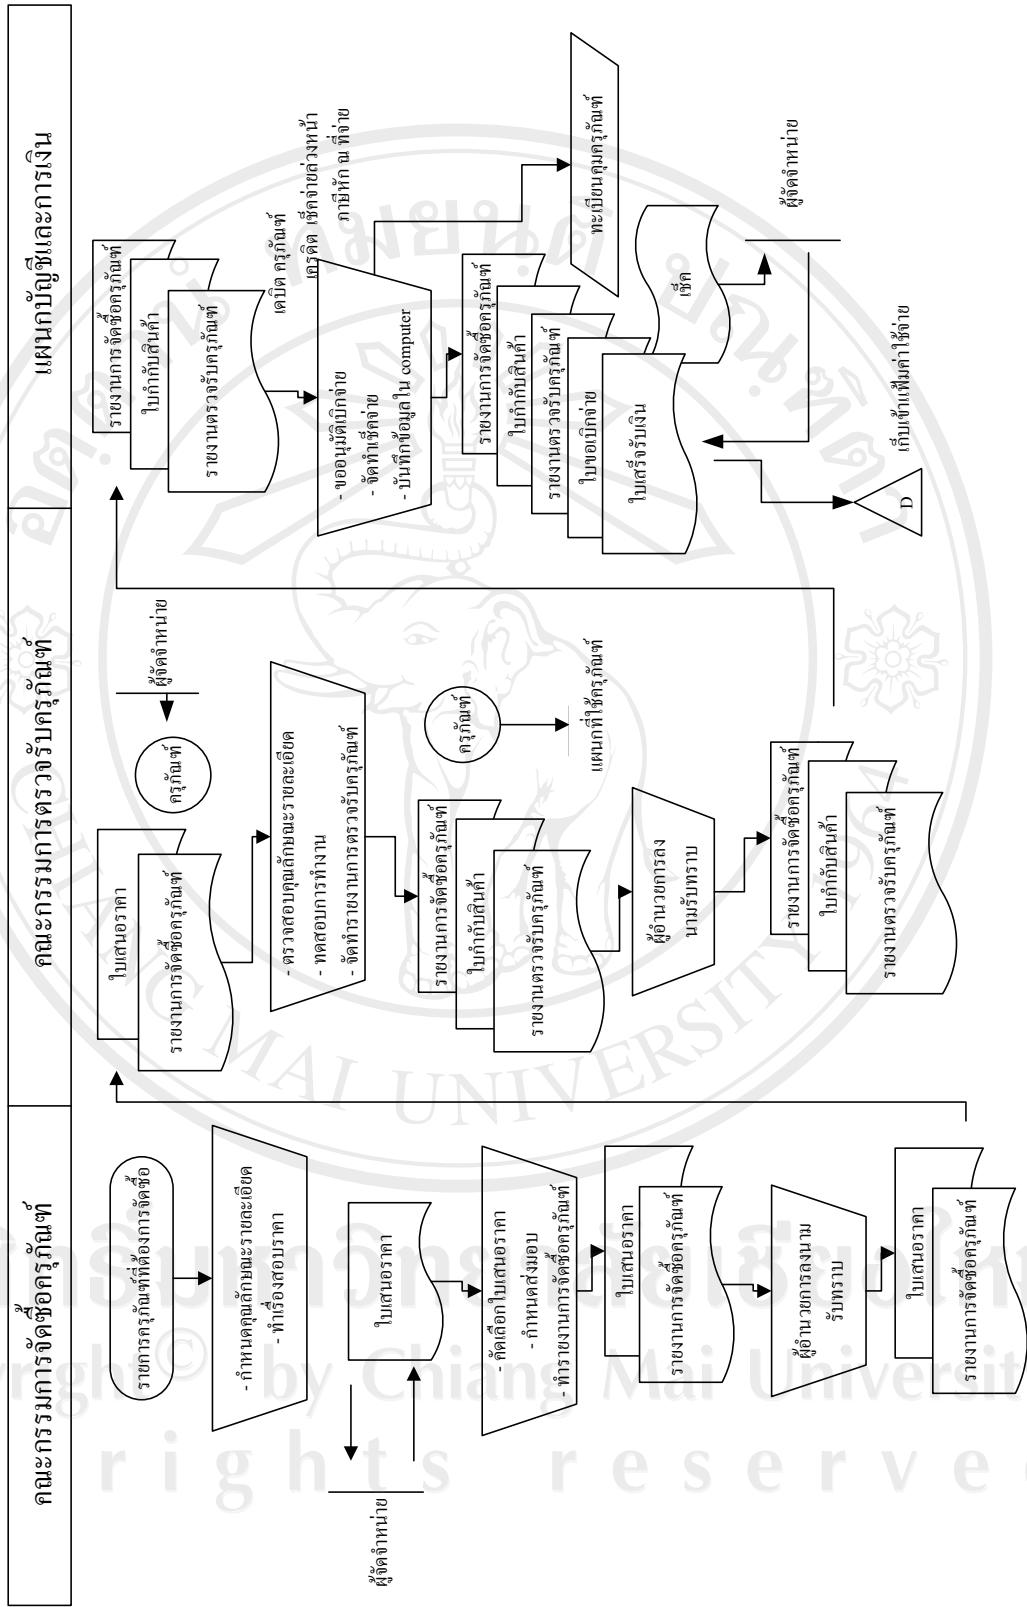 คณะกรรมการจัดซื้อครุภัณฑ์
คณะกรรมการตรวจรับครุภัณฑ์
แผนกบัญชีและการเงิน
รายการครุภัณฑ์ที่ต้องการจัดซื้อ
- กำหนดคุณลักษณะรายละเอียด
- ทำเรื่องสอบราคา
ใบเสนอราคา
ผู้จัดจำหน่าย
- คัดเลือกใบเสนอราคา
- กำหนดส่งมอบ
- ทำรายงานการจัดซื้อครุภัณฑ์
ใบเสนอราคา
รายงานการจัดซื้อครุภัณฑ์
ผู้อำนวยการลงนาม
รับทราบ
ใบเสนอราคา
รายงานการจัดซื้อครุภัณฑ์
ใบเสนอราคา
รายงานการจัดซื้อครุภัณฑ์
ผู้จัดจำหน่าย
ครุภัณฑ์
- ตรวจสอบคุณลักษณะรายละเอียด
- ทดสอบการทำงาน
- จัดทำรายงานการตรวจรับครุภัณฑ์
รายงานการจัดซื้อครุภัณฑ์
ใบกำกับสินค้า
รายงานตรวจรับครุภัณฑ์
ครุภัณฑ์
แผนกที่ใช้ครุภัณฑ์
ผู้อำนวยการลง
นามรับทราบ
รายงานการจัดซื้อครุภัณฑ์
ใบกำกับสินค้า
รายงานตรวจรับครุภัณฑ์
รายงานการจัดซื้อครุภัณฑ์
ใบกำกับสินค้า
รายงานตรวจรับครุภัณฑ์
เดบิต ครุภัณฑ์
เครดิต เช็คจ่ายล่วงหน้า
ภาษีหัก ณ ที่จ่าย
- ขออนุมัติเบิกจ่าย
- จัดทำเช็คจ่าย
- บันทึกข้อมูลใน computer
รายงานการจัดซื้อครุภัณฑ์
ใบกำกับสินค้า
รายงานตรวจรับครุภัณฑ์
ใบขอเบิกจ่าย
ใบเสร็จรับเงิน
ทะเบียนคุมครุภัณฑ์
เช็ค
ผู้จัดจำหน่าย
D
เก็บเข้าแฟ้มค่าใช้จ่าย
CHIANG MAI UNIVERSITY 1964
by Chiang Mai Universit
rights reserve